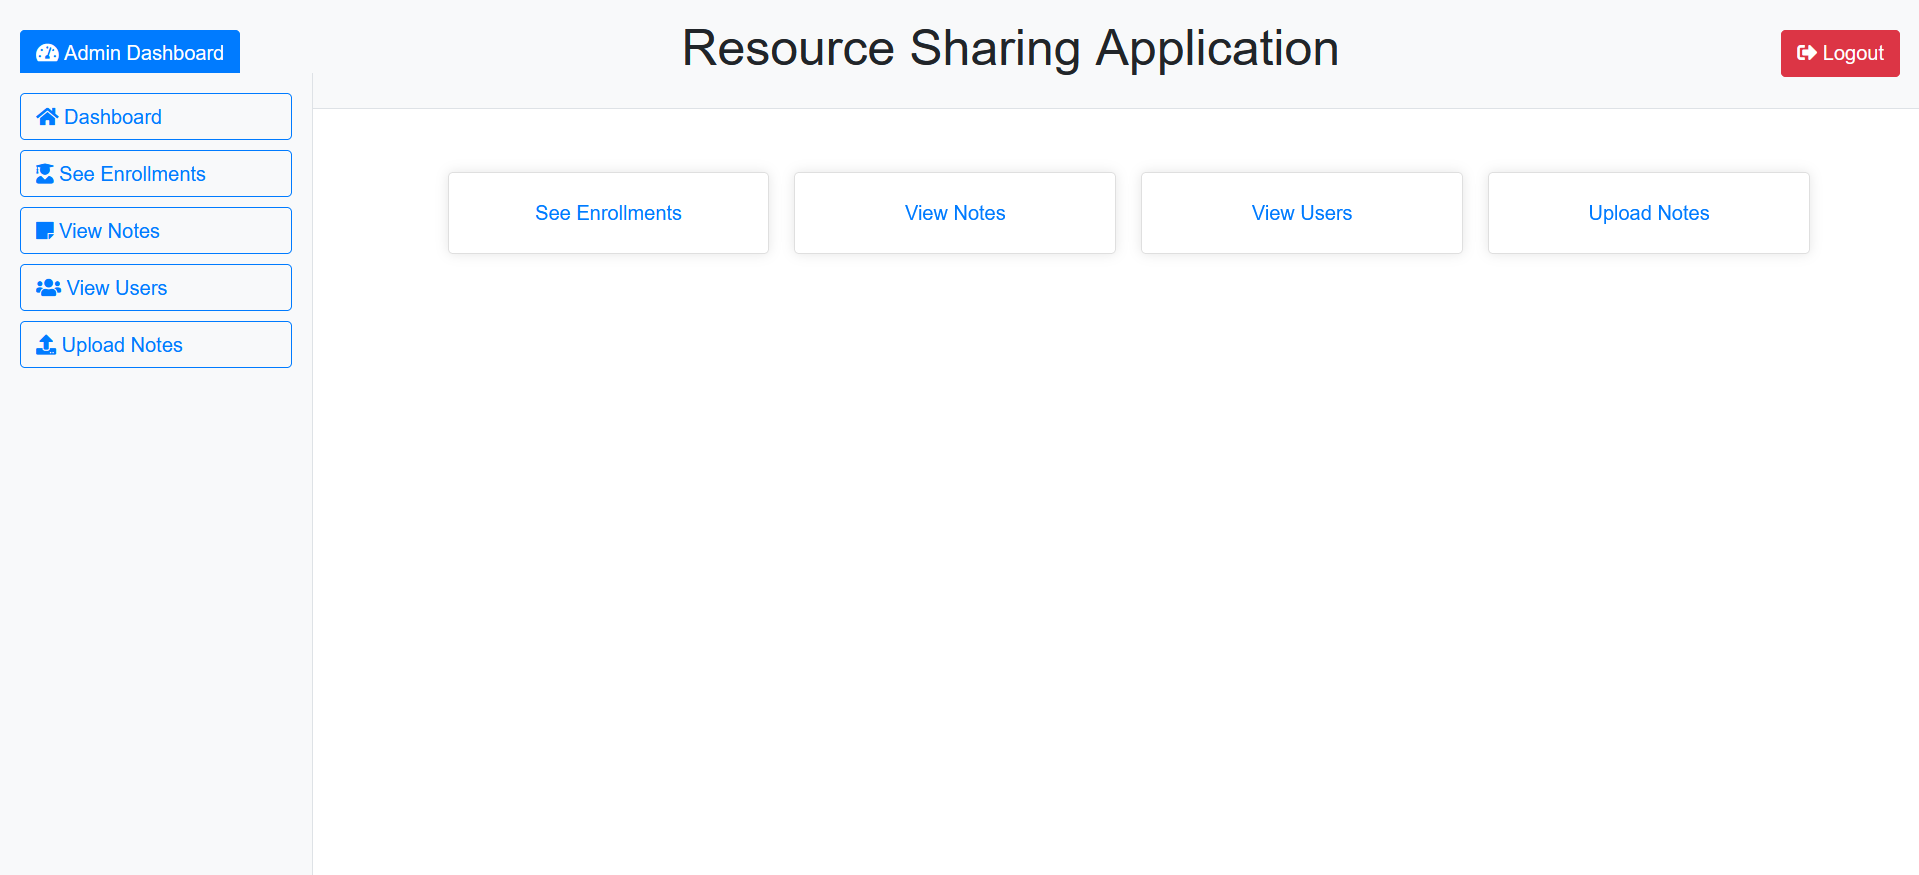 Admin Dashboard
Resource Sharing Application
Logout
Dashboard
See Enrollments
View Notes
View Users
Upload Notes
See Enrollments
View Notes
View Users
Upload Notes